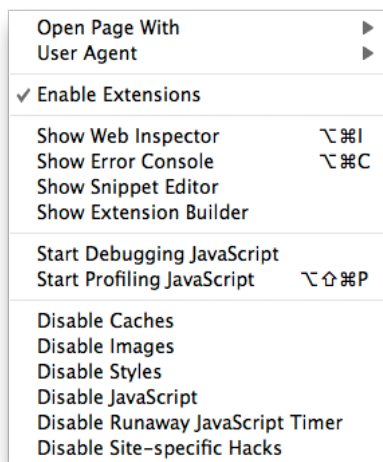 Open Page With ▶
User Agent ▶
✓ Enable Extensions
Show Web Inspector ⌥⌘I
Show Error Console ⌥⌘C
Show Snippet Editor
Show Extension Builder
Start Debugging JavaScript
Start Profiling JavaScript ⌥⇧⌘P
Disable Caches
Disable Images
Disable Styles
Disable JavaScript
Disable Runaway JavaScript Timer
Disable Site-specific Hacks